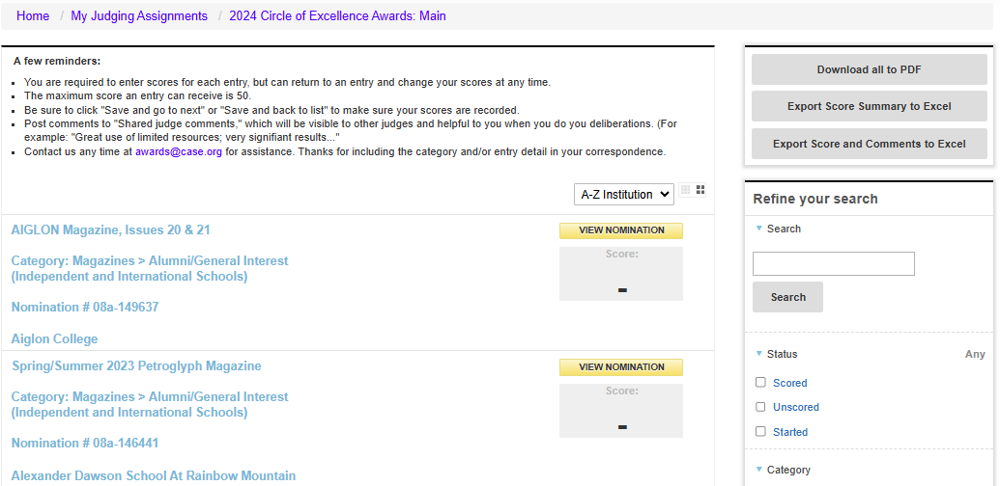 Home / My Judging Assignments / 2024 Circle of Excellence Awards: Main
A few reminders:
You are required to enter scores for each entry, but can return to an entry and change your scores at any time.
The maximum score an entry can receive is 50.
Be sure to click "Save and go to next" or "Save and back to list" to make sure your scores are recorded.
Post comments to "Shared judge comments," which will be visible to other judges and helpful to you when you do you deliberations. (For
example: "Great use of limited resources; very signifiant results..."
Contact us any time at awards@case.org for assistance. Thanks for including the category and/or entry detail in your correspondence.
A-Z Institution
AIGLON Magazine, Issues 20 & 21
VIEW NOMINATION
Score:
-
Category: Magazines > Alumni/General Interest
(Independent and International Schools)
Nomination # 08a-149637
Aiglon College
Spring/Summer 2023 Petroglyph Magazine
VIEW NOMINATION
Score:
-
Category: Magazines > Alumni/General Interest
(Independent and International Schools)
Nomination # 08a-146441
Alexander Dawson School At Rainbow Mountain
Download all to PDF
Export Score Summary to Excel
Export Score and Comments to Excel
Refine your search
Search
Search
Status Any
Scored
Unscored
Started
Category